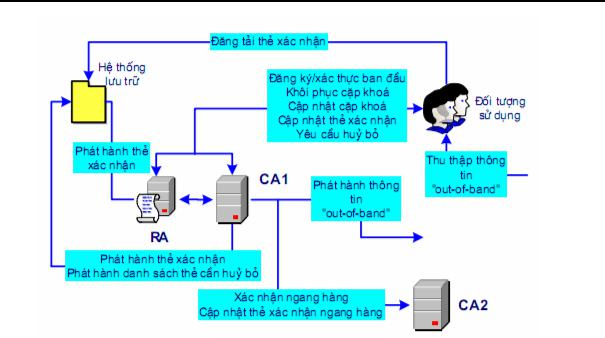 Đăng tải thẻ xác nhận
Hệ thống
lưu trữ
Đăng ký/xác thực ban đầu
Khôi phục cặp khoá
Cập nhật cặp khoá
Cập nhật thẻ xác nhận
Yêu cầu huỷ bỏ
Đối tượng
sử dụng
Phát hành thẻ
xác nhận
Thu thập thông
tin
"out-of-band"
CA1
Phát hành thông
tin
"out-of-band"
RA
Phát hành thẻ xác nhận
Phát hành danh sách thẻ cần huỷ bỏ
Xác nhận ngang hàng
Cập nhật thẻ xác nhận ngang hàng
CA2